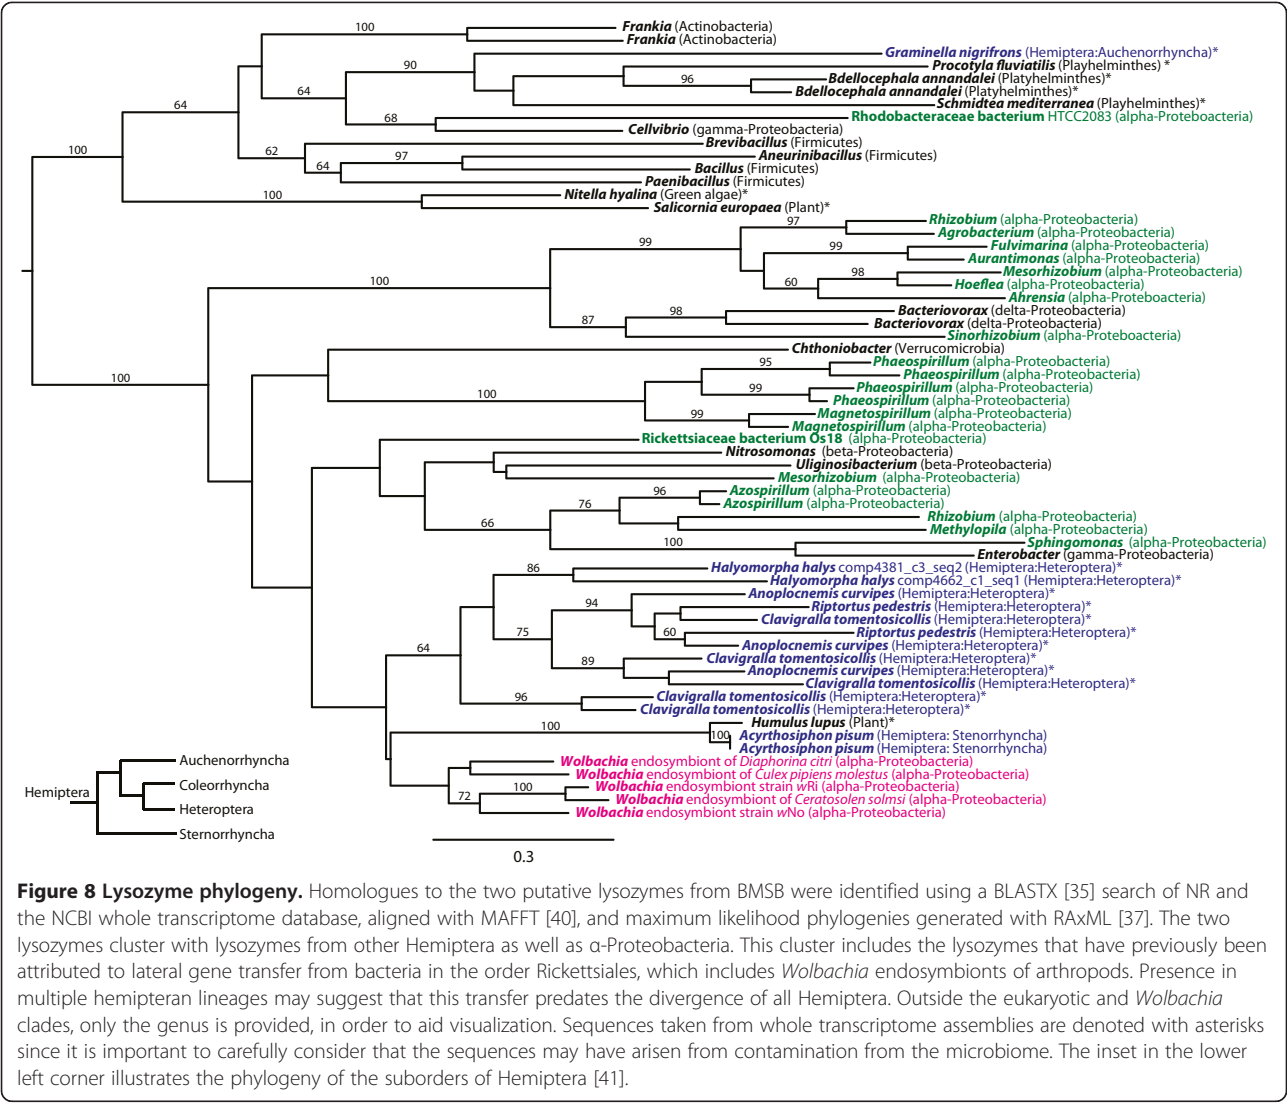 100
Frankia (Actinobacteria)
Frankia (Actinobacteria)
Graminella nigrifrons (Hemiptera:Auchenorrhyncha)*
90
Procotyla fluviatilis (Playhelminthes) *
96
Bdellocephala annandalei (Platyhelminthes)*
64
Bdellocephala annandalei (Platyhelminthes)*
64
Schmidtea mediterranea (Playhelminthes)*
68
Rhodobacteraceae bacterium HTCC2083 (alpha-Proteboacteria)
Cellvibrio (gamma-Proteobacteria)
100
62
Brevibacillus (Firmicutes)
97
Aneurinibacillus (Firmicutes)
64
Bacillus (Firmicutes)
Paenibacillus (Firmicutes)
100
Nitella hyalina (Green algae)*
Salicornia europaea (Plant)*
97
Rhizobium (alpha-Proteobacteria)
Agrobacterium (alpha-Proteobacteria)
99
99
Fulvimarina (alpha-Proteobacteria)
Aurantimonas (alpha-Proteobacteria)
98
Mesorhizobium (alpha-Proteobacteria)
100
60
Hoeflea (alpha-Proteobacteria)
Ahrensia (alpha-Proteboacteria)
98
Bacteriovorax (delta-Proteobacteria)
87
Bacteriovorax (delta-Proteobacteria)
Sinorhizobium (alpha-Proteboacteria)
Chthoniobacter (Verrucomicrobia)
95
Phaeospirillum (alpha-Proteobacteria)
Phaeospirillum (alpha-Proteobacteria)
100
100
99
Phaeospirillum (alpha-Proteobacteria)
Phaeospirillum (alpha-Proteobacteria)
99
Magnetospirillum (alpha-Proteobacteria)
Magnetospirillum (alpha-Proteobacteria)
Rickettsiaceae bacterium Os18 (alpha-Proteobacteria)
Nitrosomonas (beta-Proteobacteria)
Uliginosibacterium (beta-Proteobacteria)
Mesorhizobium (alpha-Proteobacteria)
96
Azospirillum (alpha-Proteobacteria)
76
Azospirillum (alpha-Proteobacteria)
66
Rhizobium (alpha-Proteobacteria)
Methylopila (alpha-Proteobacteria)
100
Sphingomonas (alpha-Proteobacteria)
Enterobacter (gamma-Proteobacteria)
86
Halyomorpha halys comp4381_c3_seq2 (Hemiptera:Heteroptera)*
Halyomorpha halys comp4662_c1_seq1 (Hemiptera:Heteroptera)*
94
Anoplocnemis curvipes (Hemiptera:Heteroptera)*
Riptortus pedestris (Hemiptera:Heteroptera)*
Clavigralla tomentosicollis (Hemiptera:Heteroptera)*
75
60
Riptortus pedestris (Hemiptera:Heteroptera)*
Anoplocnemis curvipes (Hemiptera:Heteroptera)*
64
89
Clavigralla tomentosicollis (Hemiptera:Heteroptera)*
Anoplocnemis curvipes (Hemiptera:Heteroptera)*
Clavigralla tomentosicollis (Hemiptera:Heteroptera)*
96
Clavigralla tomentosicollis (Hemiptera:Heteroptera)*
Clavigralla tomentosicollis (Hemiptera:Heteroptera)*
100
Humulus lupus (Plant)*
100
Acyrthosiphon pisum (Hemiptera: Stenorrhyncha)
Acyrthosiphon pisum (Hemiptera: Stenorrhyncha)
Wolbachia endosymbiont of Diaphorina citri (alpha-Proteobacteria)
Wolbachia endosymbiont of Culex pipiens molestus (alpha-Proteobacteria)
100
Wolbachia endosymbiont strain wRi (alpha-Proteobacteria)
72
Wolbachia endosymbiont of Ceratosolen solmsi (alpha-Proteobacteria)
Wolbachia endosymbiont strain wNo (alpha-Proteobacteria)
Auchenorrhyncha
Coleorrhyncha
Hemiptera
Heteroptera
Sternorrhyncha
0.3
Figure 8 Lysozyme phylogeny. Homologues to the two putative lysozymes from BMSB were identified using a BLASTX [35] search of NR and
the NCBI whole transcriptome database, aligned with MAFFT [40], and maximum likelihood phylogenies generated with RAxML [37]. The two
lysozymes cluster with lysozymes from other Hemiptera as well as α-Proteobacteria. This cluster includes the lysozymes that have previously been
attributed to lateral gene transfer from bacteria in the order Rickettsiales, which includes Wolbachia endosymbionts of arthropods. Presence in
multiple hemipteran lineages may suggest that this transfer predates the divergence of all Hemiptera. Outside the eukaryotic and Wolbachia
clades, only the genus is provided, in order to aid visualization. Sequences taken from whole transcriptome assemblies are denoted with asterisks
since it is important to carefully consider that the sequences may have arisen from contamination from the microbiome. The inset in the lower
left corner illustrates the phylogeny of the suborders of Hemiptera [41].